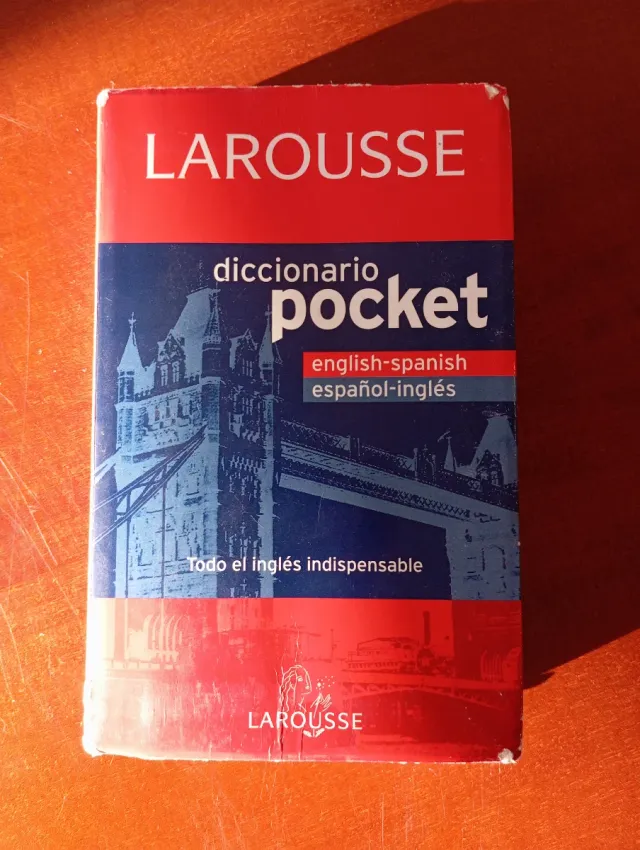 LAROUSSE
diccionario
pocket
english-spanish
español-inglés
Todo el inglés indispensable
LAROUSSE